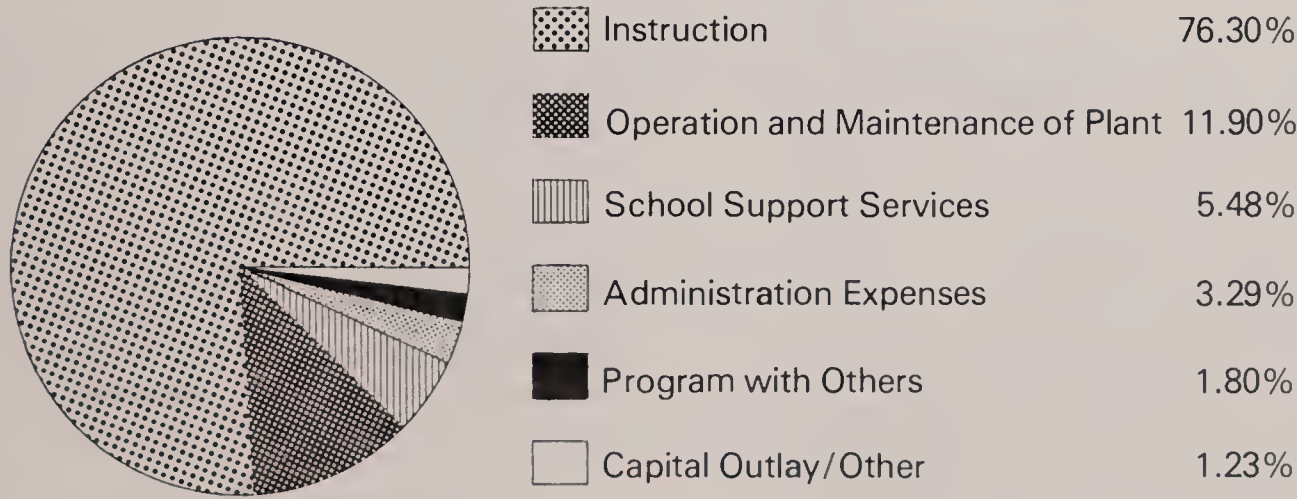 Instruction 76.30%
Operation and Maintenance of Plant 11.90%
School Support Services 5.48%
Administration Expenses 3.29%
Program with Others 1.80%
Capital Outlay/Other 1.23%